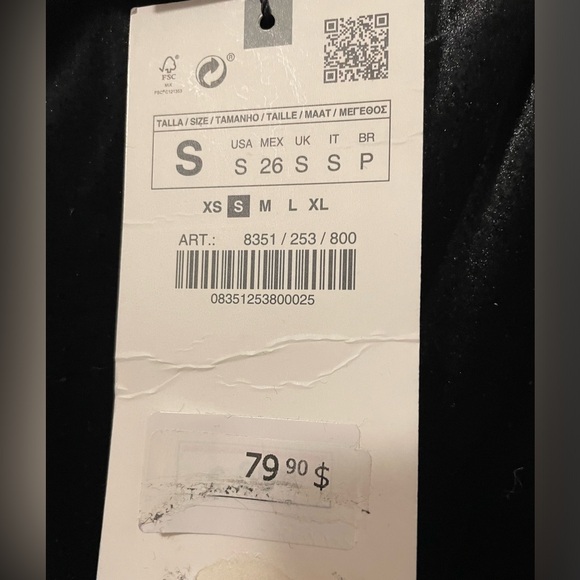 FSC
®
TALLA / SIZE / TAMANHO / TAILLE / MAAT / ΜΕΓΕΘΟΣ
S
USA MEX UK IT BR
S 26 S S P
XS S M L XL
ART.: 8351 / 253 / 800
08351253800025
79 90 $